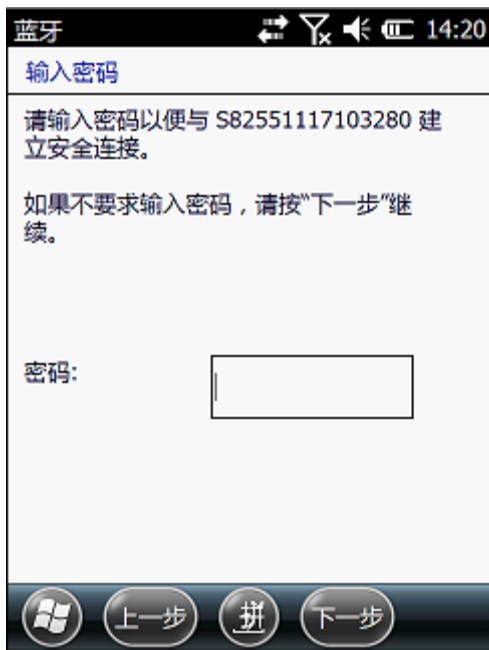 蓝牙 14:20
输入密码
请输入密码以便与 S82551117103280 建
立安全连接。
如果不要求输入密码，请按“下一步”继
续。
密码:
上一步 拼 下一步